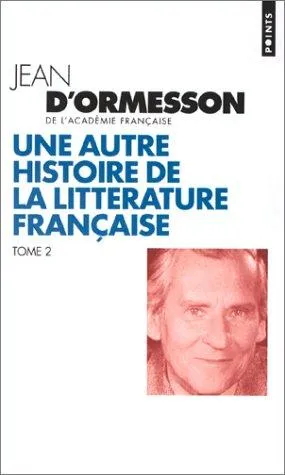 POINTS
JEAN
D'ORMESSON
DE L'ACADÉMIE FRANÇAISE
UNE AUTRE
HISTOIRE DE
LA LITTERATURE
FRANÇAISE
TOME 2